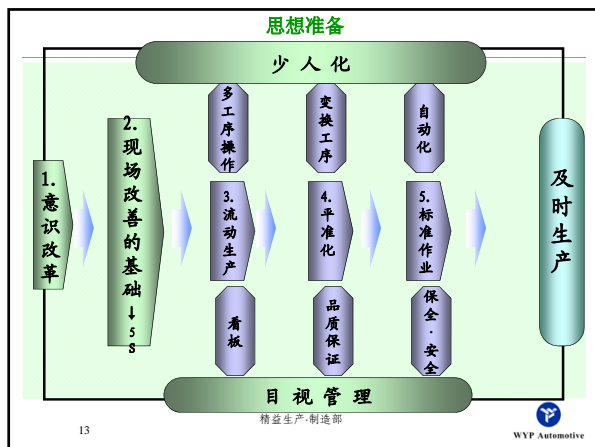 思想准备
少人化
多工序操作
变换工序
自动化
1.意识改革
2.现场改善的基础↓5S
3.流动生产
4.平准化
5.标准作业
及时生产
看板
品质保证
保全·安全
目视管理
精益生产·制造部
13
WYP Automotive